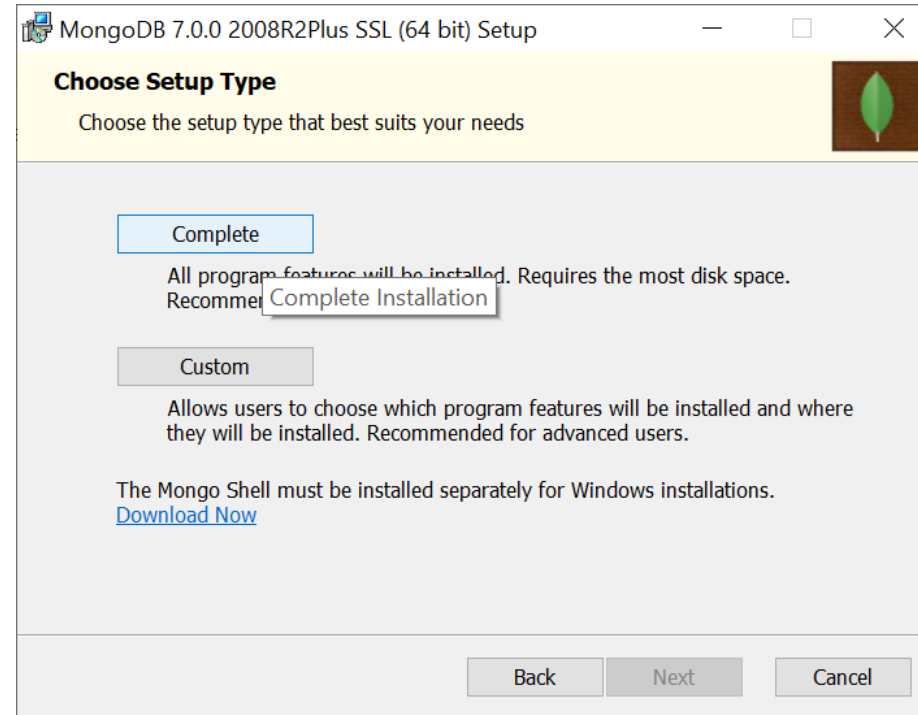 MongoDB 7.0.0 2008R2Plus SSL (64 bit) Setup
Choose Setup Type
Choose the setup type that best suits your needs
Complete
All program features will be installed. Requires the most disk space.
Complete Installation
Custom
Allows users to choose which program features will be installed and where
they will be installed. Recommended for advanced users.
The Mongo Shell must be installed separately for Windows installations.
Download Now
Back
Next
Cancel